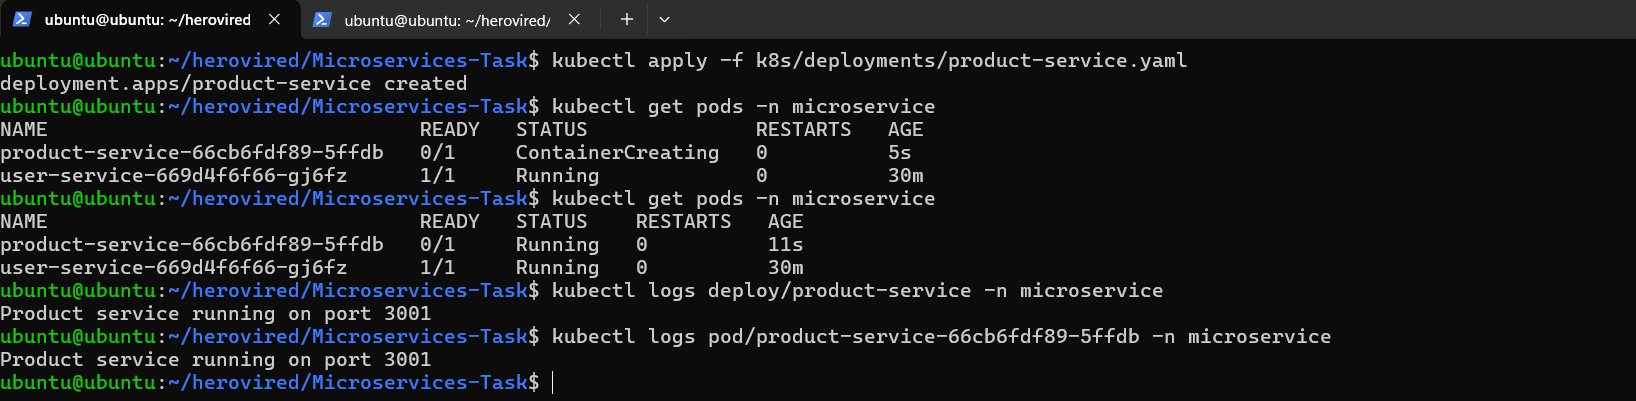 ubuntu@ubuntu: ~/herovired ubuntu@ubuntu: ~/herovired/
ubuntu@ubuntu:~/herovired/Microservices-Task$ kubectl apply -f k8s/deployments/product-service.yaml
deployment.apps/product-service created
ubuntu@ubuntu:~/herovired/Microservices-Task$ kubectl get pods -n microservice
NAME                               READY   STATUS              RESTARTS   AGE
product-service-66cb6fdf89-5ffdb   0/1     ContainerCreating   0          5s
user-service-669d4f6f66-gj6fz      1/1     Running             0          30m
ubuntu@ubuntu:~/herovired/Microservices-Task$ kubectl get pods -n microservice
NAME                               READY   STATUS    RESTARTS   AGE
product-service-66cb6fdf89-5ffdb   0/1     Running   0          11s
user-service-669d4f6f66-gj6fz      1/1     Running   0          30m
ubuntu@ubuntu:~/herovired/Microservices-Task$ kubectl logs deploy/product-service -n microservice
Product service running on port 3001
ubuntu@ubuntu:~/herovired/Microservices-Task$ kubectl logs pod/product-service-66cb6fdf89-5ffdb -n microservice
Product service running on port 3001
ubuntu@ubuntu:~/herovired/Microservices-Task$